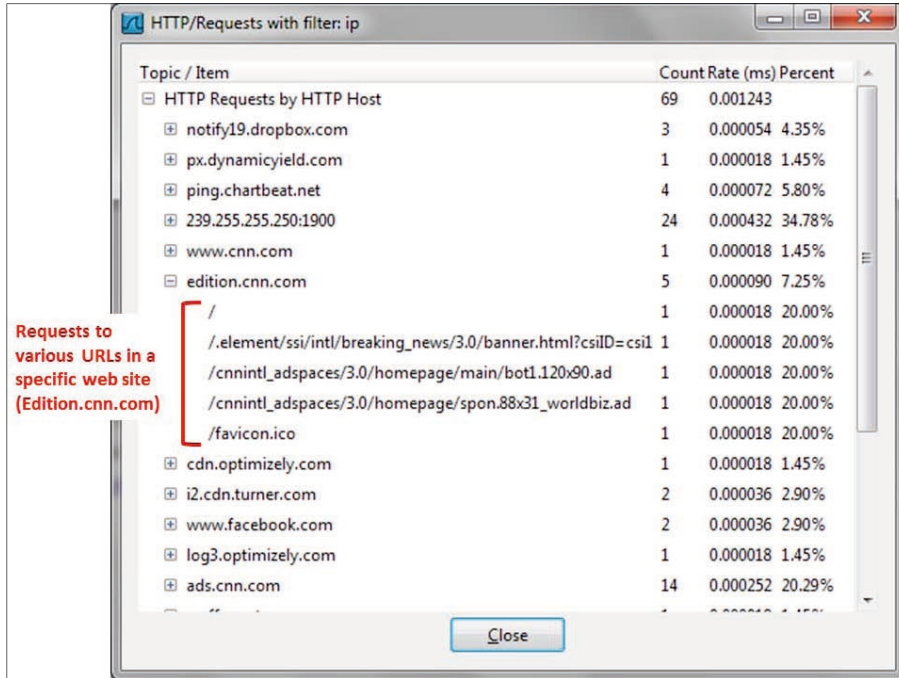 HTTP/Requests with filter: ip
Topic / Item Count Rate (ms) Percent
HTTP Requests by HTTP Host 69 0.001243
notify19.dropbox.com 3 0.000054 4.35%
px.dynamicyield.com 1 0.000018 1.45%
ping.chartbeat.net 4 0.000072 5.80%
239.255.255.250:1900 24 0.000432 34.78%
www.cnn.com 1 0.000018 1.45%
edition.cnn.com 5 0.000090 7.25%
/ 1 0.000018 20.00%
/.element/ssi/intl/breaking_news/3.0/banner.html?csiID=csi1 1 0.000018 20.00%
/cnnintl_adspaces/3.0/homepage/main/bot1.120x90.ad 1 0.000018 20.00%
/cnnintl_adspaces/3.0/homepage/spon.88x31_worldbiz.ad 1 0.000018 20.00%
/favicon.ico 1 0.000018 20.00%
Requests to
various URLs in a
specific web site
(Edition.cnn.com)
cdn.optimizely.com 1 0.000018 1.45%
i2.cdn.turner.com 2 0.000036 2.90%
www.facebook.com 2 0.000036 2.90%
log3.optimizely.com 1 0.000018 1.45%
ads.cnn.com 14 0.000252 20.29%
Close